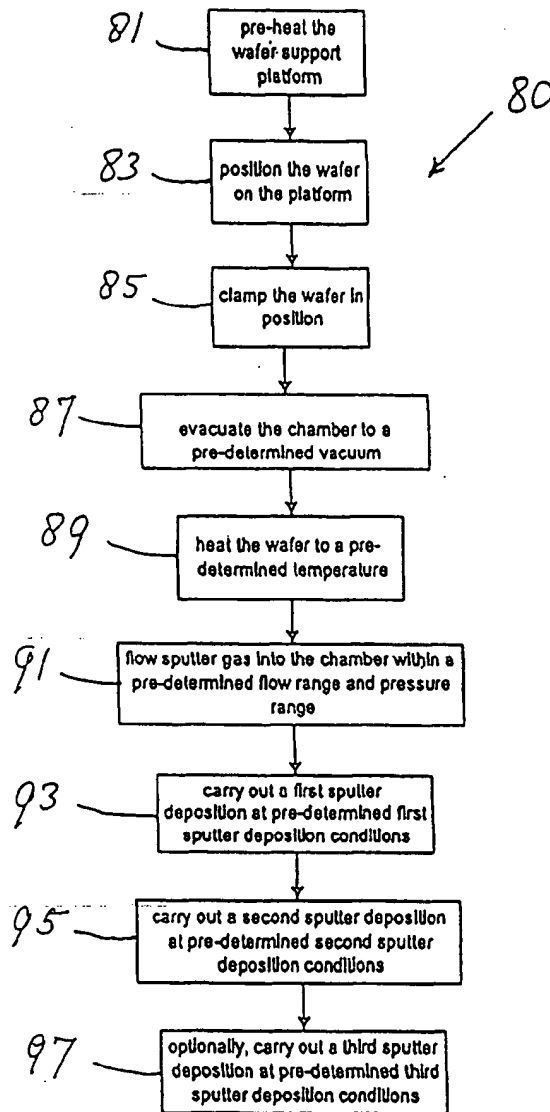 81
pre-heat the
wafer support
platform
80
83
position the wafer
on the platform
85
clamp the wafer in
position
87
evacuate the chamber to a
pre-determined vacuum
89
heat the wafer to a pre-
determined temperature
91
flow sputter gas into the chamber within a
pre-determined flow range and pressure
range
93
carry out a first sputter
deposition at pre-determined first
sputter deposition conditions
95
carry out a second sputter deposition
at pre-determined second sputter
deposition conditions
97
optionally, carry out a third sputter
deposition at pre-determined third
sputter deposition conditions